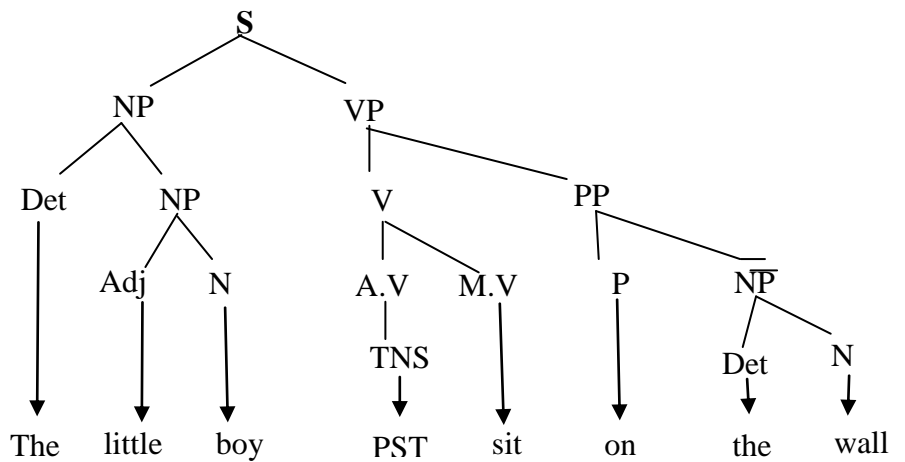 S
NP VP
Det NP V PP
Adj N A.V M.V P NP
TNS Det N
The little boy PST sit on the wall